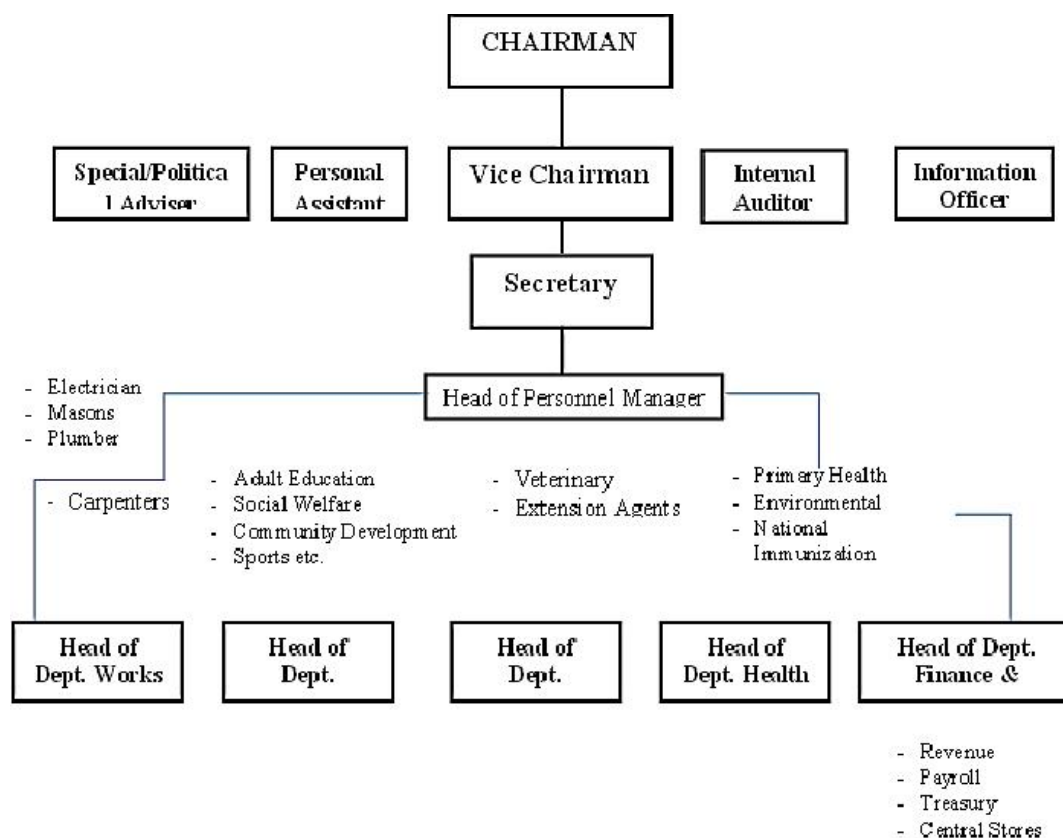 CHAIRMAN
Special/Politica
l Adviser
Personal
Assistant
Vice Chairman
Internal
Auditor
Information
Officer
Secretary
Head of Personnel Manager
- Electrician
- Masons
- Plumber
- Carpenters
- Adult Education
- Social Welfare
- Community Development
- Sports etc.
- Veterinary
- Extension Agents
- Primary Health
- Environmental
- National
Immunization
Head of
Dept. Works
Head of
Dept.
Head of
Dept.
Head of
Dept. Health
Head of Dept.
Finance &
- Revenue
- Payroll
- Treasury
- Central Stores